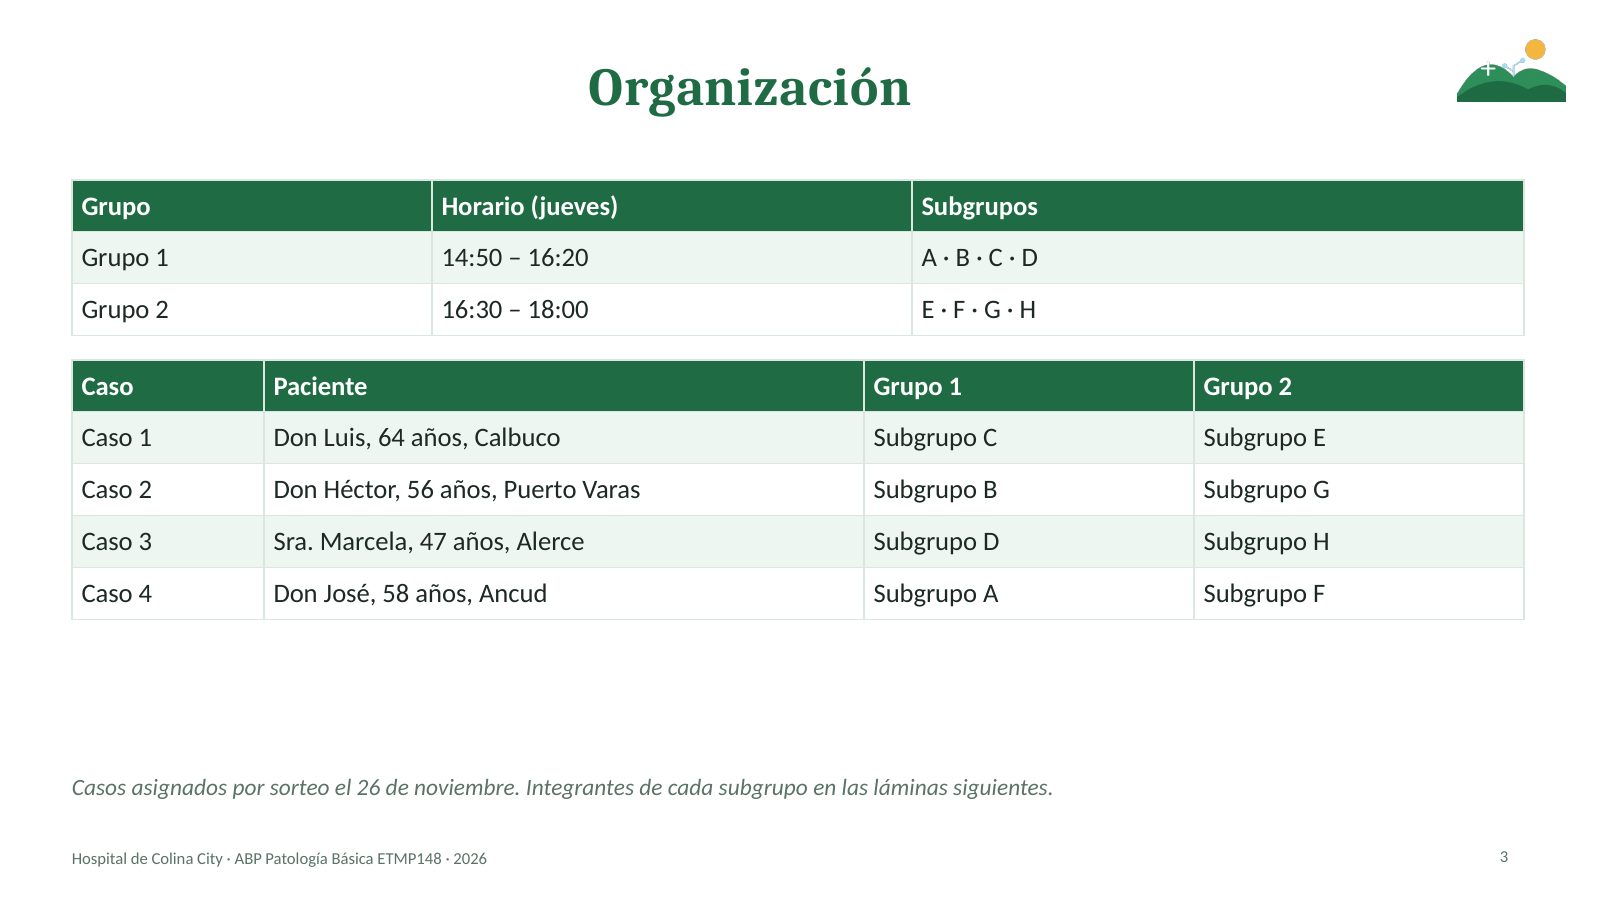 Organización
Grupo Horario (jueves) Subgrupos
Grupo 1 14:50 – 16:20 A · B · C · D
Grupo 2 16:30 – 18:00 E · F · G · H
Caso Paciente Grupo 1 Grupo 2
Caso 1 Don Luis, 64 años, Calbuco Subgrupo C Subgrupo E
Caso 2 Don Héctor, 56 años, Puerto Varas Subgrupo B Subgrupo G
Caso 3 Sra. Marcela, 47 años, Alerce Subgrupo D Subgrupo H
Caso 4 Don José, 58 años, Ancud Subgrupo A Subgrupo F
Casos asignados por sorteo el 26 de noviembre. Integrantes de cada subgrupo en las láminas siguientes.
Hospital de Colina City · ABP Patología Básica ETMP148 · 2026 3